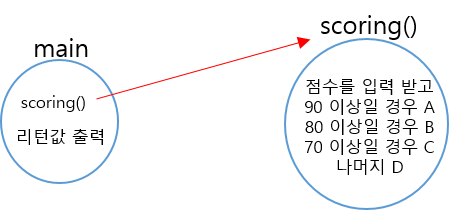 main
scoring()
리턴값 출력
scoring()
점수를 입력 받고
90 이상일 경우 A
80 이상일 경우 B
70 이상일 경우 C
나머지 D